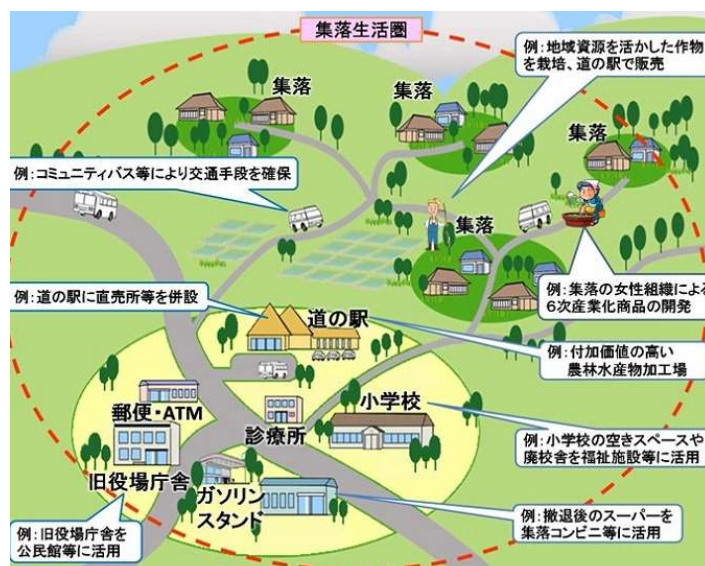 集落生活圏
例：地域資源を活かした作物
を栽培、道の駅で販売
集落
集落
集落
例：コミュニティバス等により交通手段を確保
集落
例：道の駅に直売所等を併設
例：集落の女性組織による
６次産業化商品の開発
道の駅
例：付加価値の高い
農林水産物加工場
郵便・ATM
診療所
小学校
例：小学校の空きスペースや
廃校舎を福祉施設等に活用
旧役場庁舎
ガソリン
スタンド
例：撤退後のスーパーを
集落コンビニ等に活用
例：旧役場庁舎を
公民館等に活用